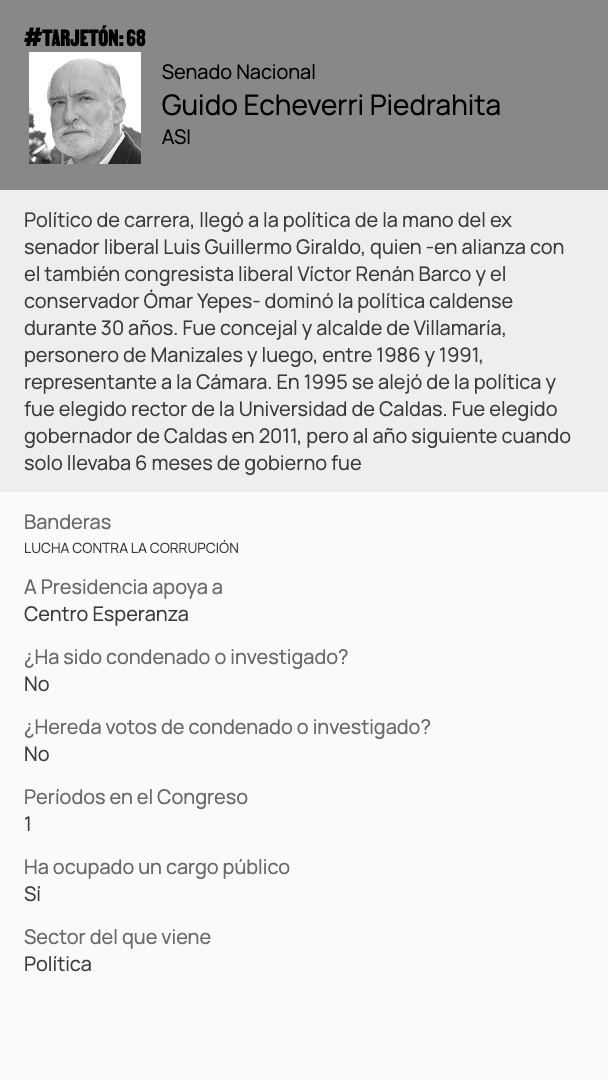 #TARJETÓN: 68
Senado Nacional
Guido Echeverri Piedrahita
ASI
Político de carrera, llegó a la política de la mano del ex
senador liberal Luis Guillermo Giraldo, quien -en alianza con
el también congresista liberal Víctor Renán Barco y el
conservador Ómar Yepes- dominó la política caldense
durante 30 años. Fue concejal y alcalde de Villamaría,
personero de Manizales y luego, entre 1986 y 1991,
representante a la Cámara. En 1995 se alejó de la política y
fue elegido rector de la Universidad de Caldas. Fue elegido
gobernador de Caldas en 2011, pero al año siguiente cuando
solo llevaba 6 meses de gobierno fue
Banderas
LUCHA CONTRA LA CORRUPCIÓN
A Presidencia apoya a
Centro Esperanza
¿Ha sido condenado o investigado?
No
¿Hereda votos de condenado o investigado?
No
Períodos en el Congreso
1
Ha ocupado un cargo público
Sí
Sector del que viene
Política